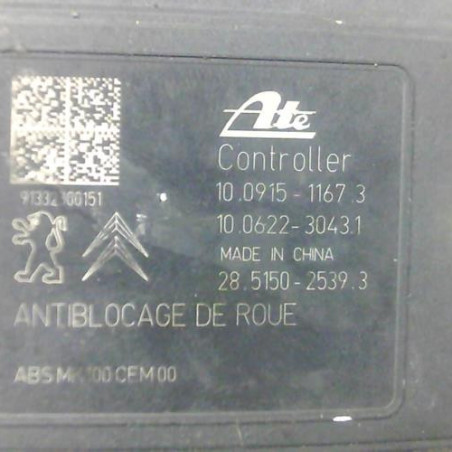 Ate
Controller
10.0915-1167.3
10.0622-3043.1
MADE IN CHINA
28.5150-2539.3
ANTIBLOCAGE DE ROUE
CEM00